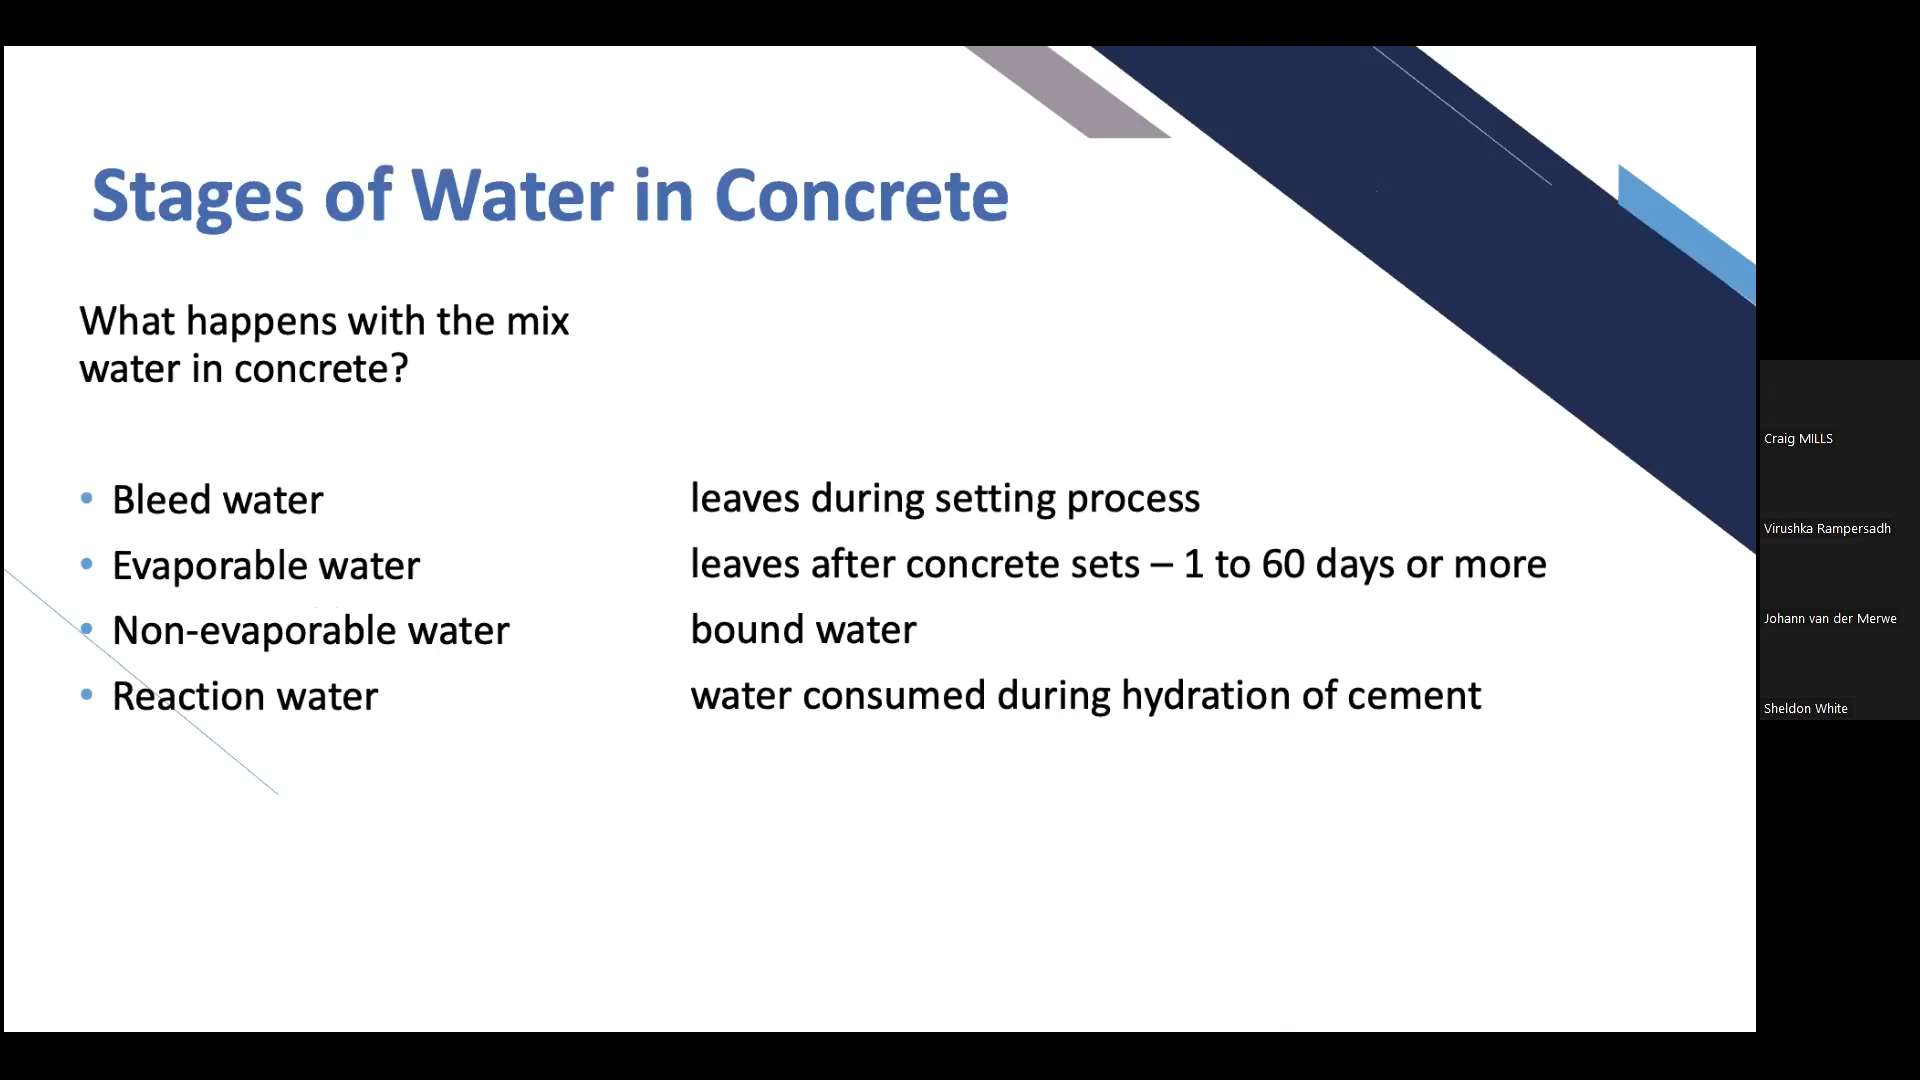 Stages of Water in Concrete
What happens with the mix
water in concrete?
• Bleed water leaves during setting process
• Evaporable water leaves after concrete sets – 1 to 60 days or more
• Non-evaporable water bound water
• Reaction water water consumed during hydration of cement
Craig MILLS
Virushka Rampersadh
Johann van der Merwe
Sheldon White